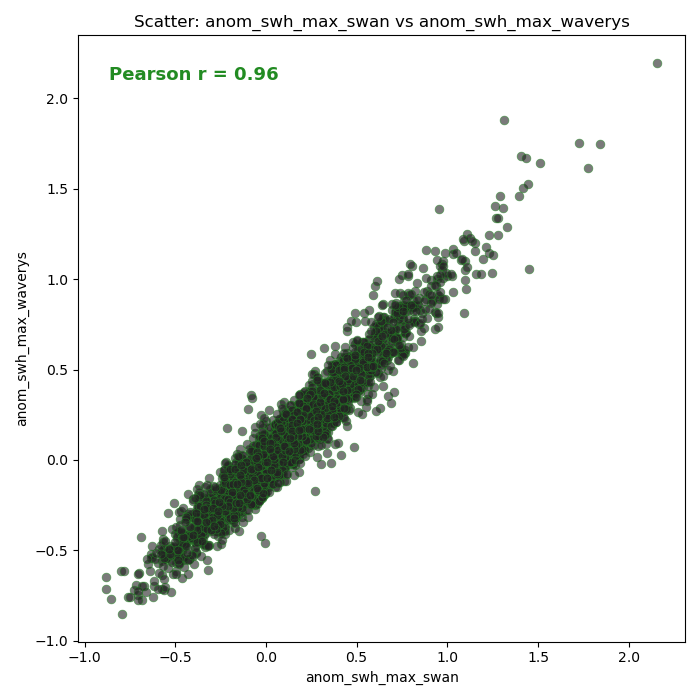 Scatter: anom_swh_max_swan vs anom_swh_max_waverys
Pearson r = 0.96
2.0
1.5
1.0
0.5
0.0
−0.5
−1.0
anom_swh_max_waverys
−1.0 −0.5 0.0 0.5 1.0 1.5 2.0
anom_swh_max_swan